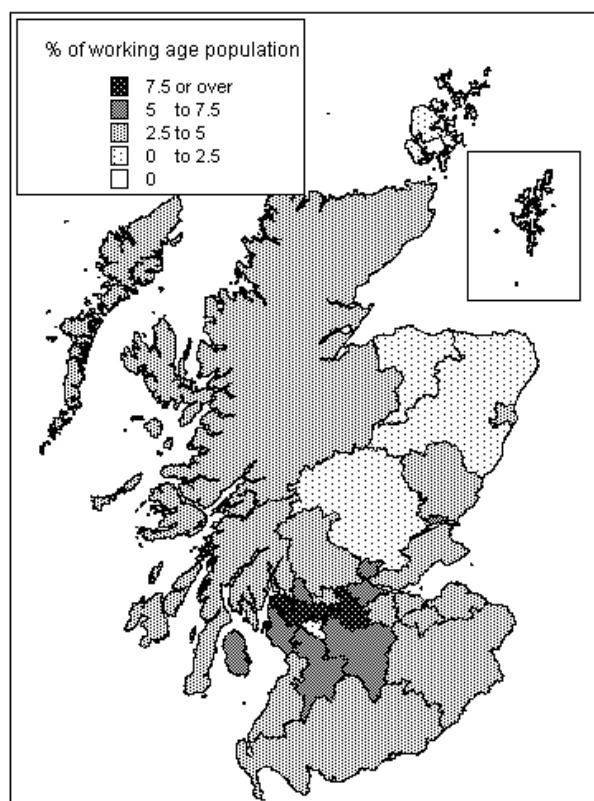 % of working age population
7.5 or over
5 to 7.5
2.5 to 5
0 to 2.5
0